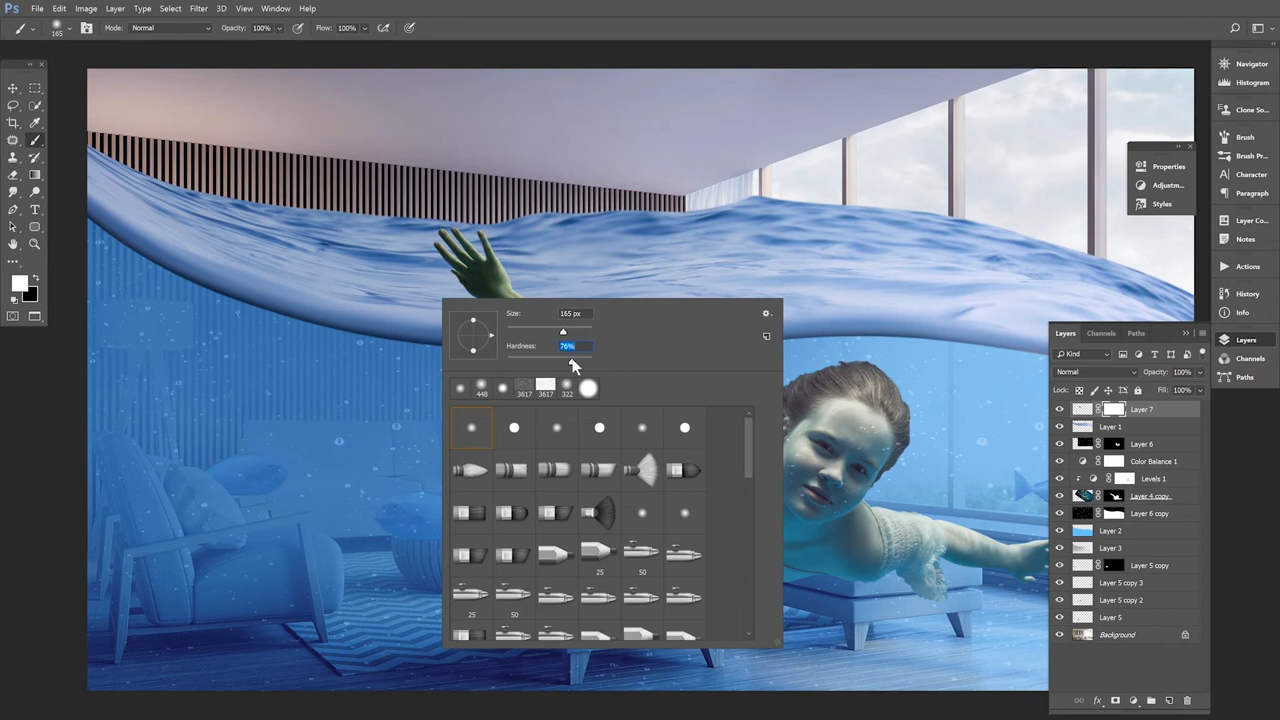 Ps File Edit Image Layer Type Select Filter 3D View Window Help
165 Mode: Normal Opacity: 100% Flow: 100%
Navigator
Histogram
Clone So...
Brush
Brush Pr...
Character
Paragraph
Layer Co...
Notes
Actions
History
Info
Layers
Channels
Paths
Properties
Adjustm...
Styles
Size: 165 px
Hardness: 76%
448 3617 3617 322
25 50
25 50
Layers Channels Paths
Kind
Normal Opacity: 100%
Lock: Fill: 100%
Layer 7
Layer 1
Layer 6
Color Balance 1
Levels 1
Layer 4 copy
Layer 6 copy
Layer 2
Layer 3
Layer 5 copy
Layer 5 copy 3
Layer 5 copy 2
Layer 5
Background
fx